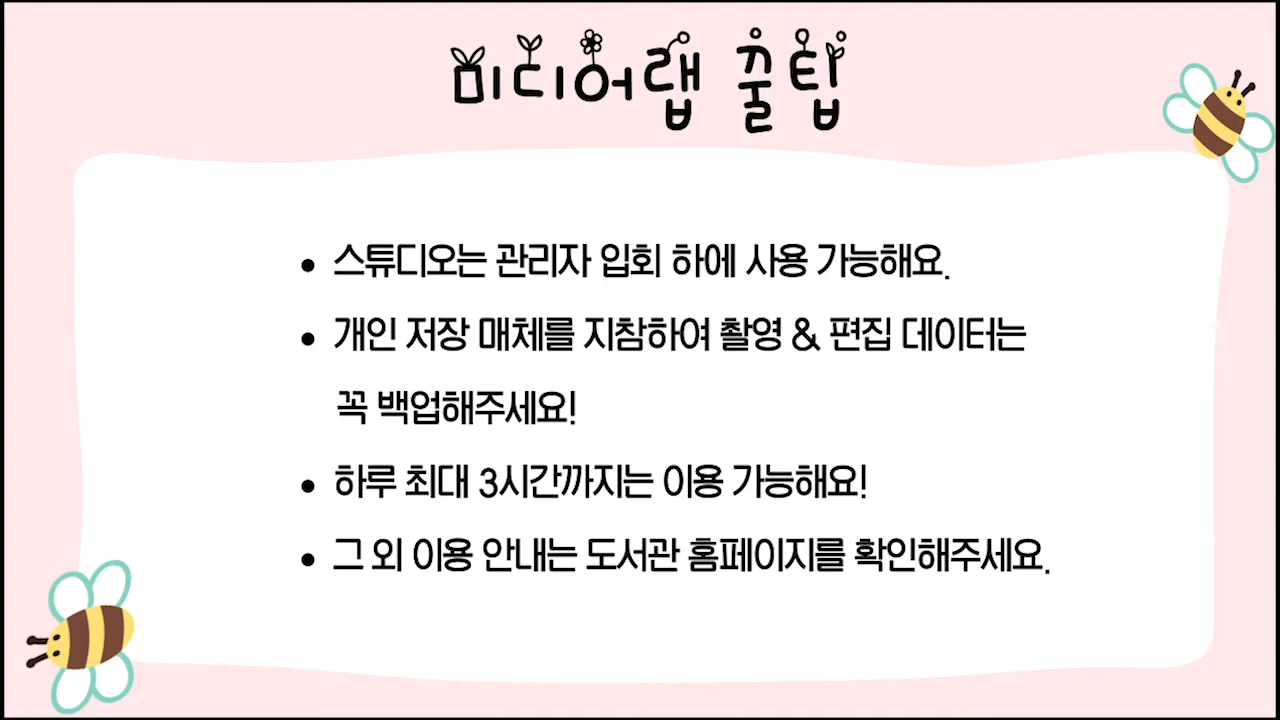 미디어랩 꿀팁
• 스튜디오는 관리자 입회 하에 사용 가능해요.
• 개인 저장 매체를 지참하여 촬영 & 편집 데이터는
꼭 백업해주세요!
• 하루 최대 3시간까지는 이용 가능해요!
• 그 외 이용 안내는 도서관 홈페이지를 확인해주세요.